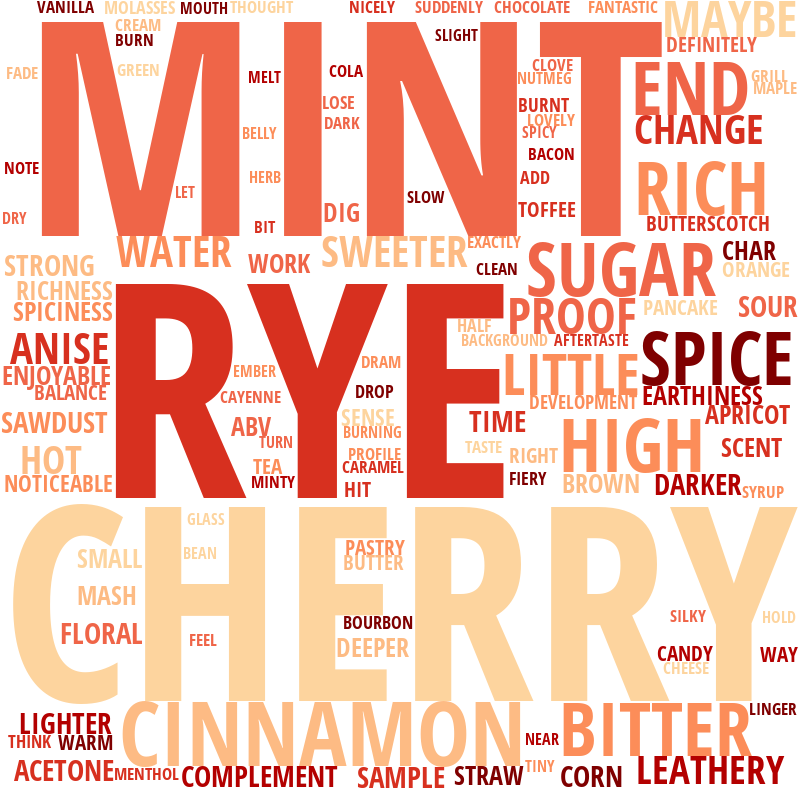 VANILLA MOLASSES MOUTH THOUGHT NICELY SUDDENLY CHOCOLATE FANTASTIC MAYBE
CREAM
BURN
SLIGHT
DEFINITELY
FADE
GREEN
MELT
COLA
CLOVE
NUTMEG
END
GRILL
MAPLE
MINT
LOSE
DARK
BURNT
LOVELY
SPICY
CHANGE
BELLY
BACON
NOTE
HERB
ADD
RICH
LET
SLOW
DRY
BIT
DIG
TOFFEE
BUTTERSCOTCH
WATER
WORK
SWEETER
EXACTLY
CLEAN
SUGAR
CHAR
ORANGE
STRONG
RICHNESS
SPICINESS
PROOF
PANCAKE
SOUR
HALF
BACKGROUND
AFTERTASTE
ANISE
RYE
SPICE
ENJOYABLE
BALANCE
EMBER
DRAM
CAYENNE
DROP
LITTLE
DEVELOPMENT
EARTHINESS
SAWDUST
ABV
TURN
SENSE
BURNING
TIME
APRICOT
HOT
TEA
PROFILE
CARAMEL
TASTE
RIGHT
HIGH
SCENT
NOTICEABLE
MINTY
HIT
FIERY
BROWN
DARKER
SYRUP
CHERRY
GLASS
SMALL
BEAN
PASTRY
BUTTER
MASH
FLORAL
FEEL
BOURBON
DEEPER
SILKY
HOLD
CANDY
CHEESE
WAY
LIGHTER
THINK
WARM
CINNAMON
NEAR
BITTER
LINGER
ACETONE
MENTHOL
COMPLEMENT
SAMPLE
STRAW
TINY
CORN
LEATHERY